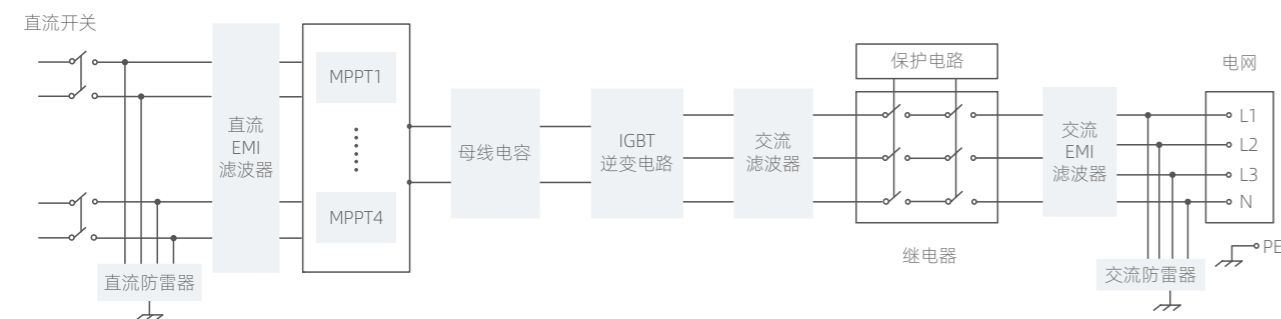 直流开关
直流
EMI
滤波器
直流防雷器
MPPT1
MPPT4
母线电容
IGBT
逆变电路
交流
滤波器
保护电路
继电器
交流
EMI
滤波器
交流防雷器
电网
L1
L2
L3
N
PE